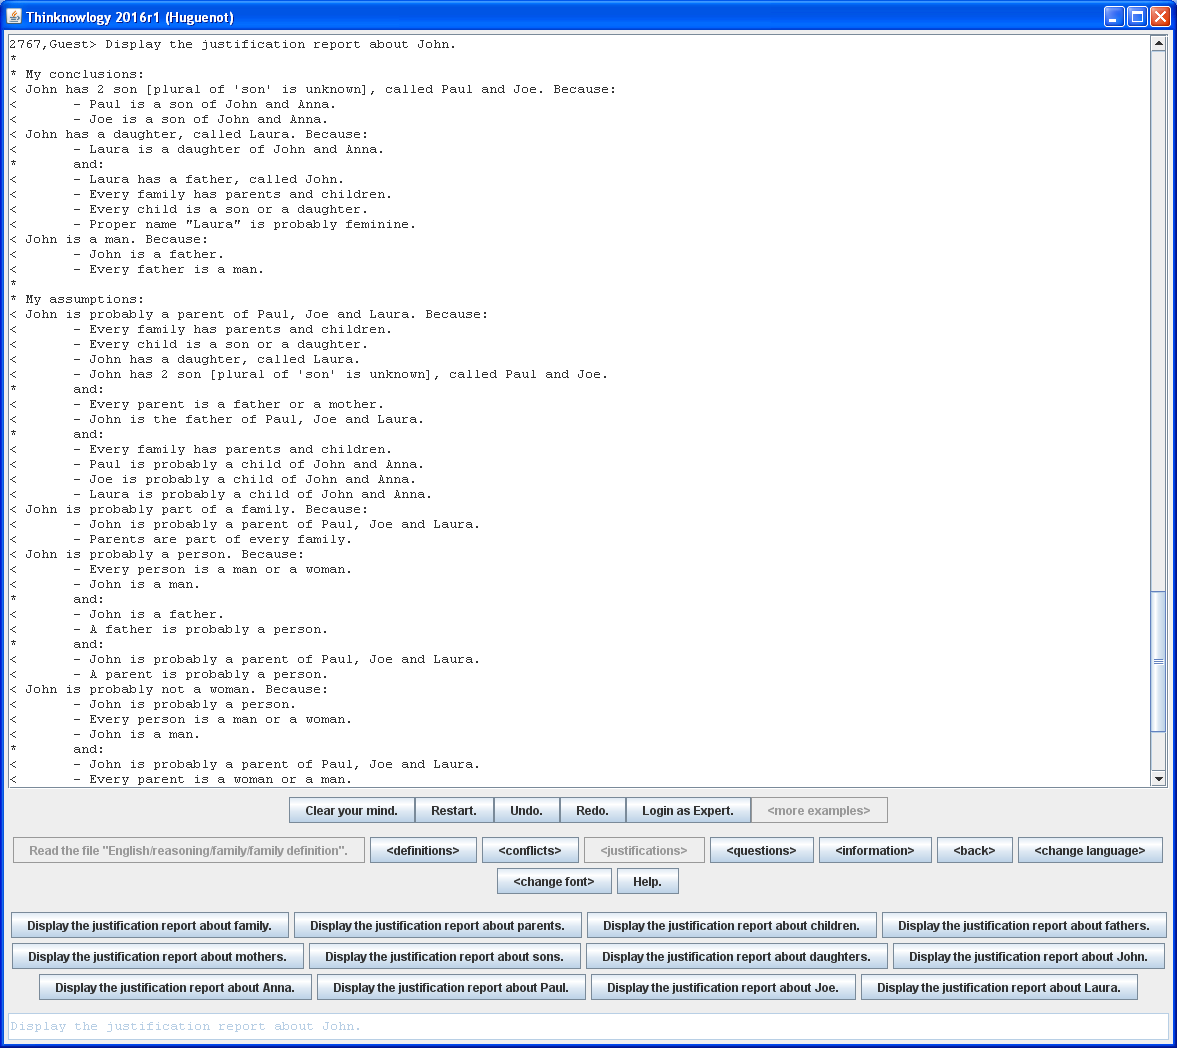 Thinknowlogy 2016r1 (Huguenot)
2767,Guest> Display the justification report about John.
*
* My conclusions:
< John has 2 son [plural of 'son' is unknown], called Paul and Joe. Because:
<       - Paul is a son of John and Anna.
<       - Joe is a son of John and Anna.
< John has a daughter, called Laura. Because:
<       - Laura is a daughter of John and Anna.
*       and:
<       - Laura has a father, called John.
<       - Every family has parents and children.
<       - Every child is a son or a daughter.
<       - Proper name "Laura" is probably feminine.
< John is a man. Because:
<       - John is a father.
<       - Every father is a man.
*
* My assumptions:
< John is probably a parent of Paul, Joe and Laura. Because:
<       - Every family has parents and children.
<       - Every child is a son or a daughter.
<       - John has a daughter, called Laura.
<       - John has 2 son [plural of 'son' is unknown], called Paul and Joe.
*       and:
<       - Every parent is a father or a mother.
<       - John is the father of Paul, Joe and Laura.
*       and:
<       - Every family has parents and children.
<       - Paul is probably a child of John and Anna.
<       - Joe is probably a child of John and Anna.
<       - Laura is probably a child of John and Anna.
< John is probably part of a family. Because:
<       - John is probably a parent of Paul, Joe and Laura.
<       - Parents are part of every family.
< John is probably a person. Because:
<       - Every person is a man or a woman.
<       - John is a man.
*       and:
<       - John is a father.
<       - A father is probably a person.
*       and:
<       - John is probably a parent of Paul, Joe and Laura.
<       - A parent is probably a person.
< John is probably not a woman. Because:
<       - John is probably a person.
<       - Every person is a man or a woman.
<       - John is a man.
*       and:
<       - John is probably a parent of Paul, Joe and Laura.
<       - Every parent is a woman or a man.
Clear your mind. Restart. Undo. Redo. Login as Expert. <more examples>
Read the file "English/reasoning/family/family definition". <definitions> <conflicts> <justifications> <questions> <information> <back> <change language>
<change font> Help.
Display the justification report about family. Display the justification report about parents. Display the justification report about children. Display the justification report about fathers.
Display the justification report about mothers. Display the justification report about sons. Display the justification report about daughters. Display the justification report about John.
Display the justification report about Anna. Display the justification report about Paul. Display the justification report about Joe. Display the justification report about Laura.
Display the justification report about John.